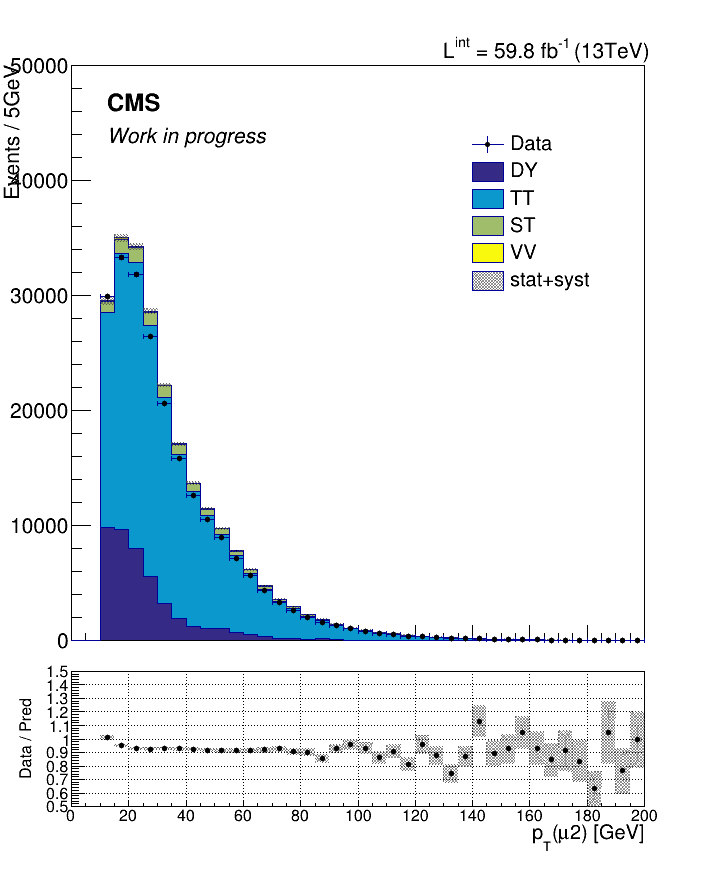 L^int = 59.8 fb^-1 (13TeV)
Events / 5GeV
50000
40000
30000
20000
10000
0
CMS
Work in progress
Data
DY
TT
ST
VV
stat+syst
Data / Pred
1.5
1.4
1.3
1.2
1.1
1
0.9
0.8
0.7
0.6
0.5
0 20 40 60 80 100 120 140 160 180 200
p_T(μ2) [GeV]